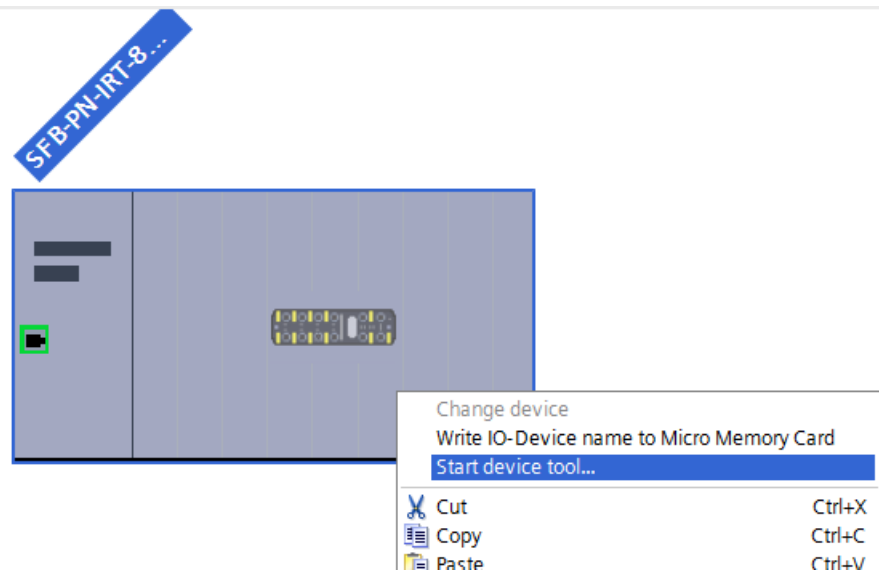 SFB-PN-IRT-8...
Change device
Write IO-Device name to Micro Memory Card
Start device tool...
Cut Ctrl+X
Copy Ctrl+C
Paste Ctrl+V